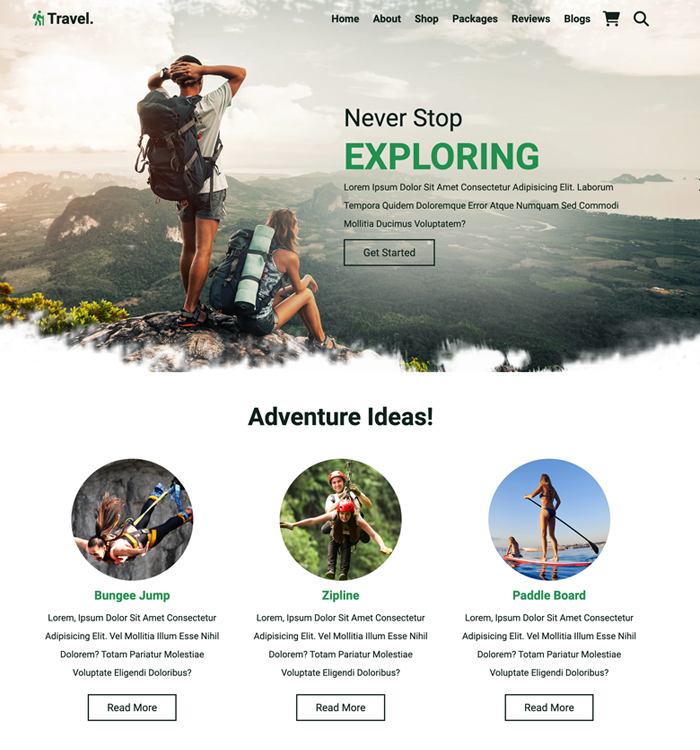 Travel.
Home About Shop Packages Reviews Blogs
Never Stop
EXPLORING
Lorem Ipsum Dolor Sit Amet Consectetur Adipisicing Elit. Laborum
Tempora Quidem Doloremque Error Atque Numquam Sed Commodi
Mollitia Ducimus Voluptatem?
Get Started
Adventure Ideas!
Bungee Jump
Lorem, Ipsum Dolor Sit Amet Consectetur
Adipisicing Elit. Vel Mollitia Illum Esse Nihil
Dolorem? Totam Pariatur Molestiae
Voluptate Eligendi Doloribus?
Read More
Zipline
Lorem, Ipsum Dolor Sit Amet Consectetur
Adipisicing Elit. Vel Mollitia Illum Esse Nihil
Dolorem? Totam Pariatur Molestiae
Voluptate Eligendi Doloribus?
Read More
Paddle Board
Lorem, Ipsum Dolor Sit Amet Consectetur
Adipisicing Elit. Vel Mollitia Illum Esse Nihil
Dolorem? Totam Pariatur Molestiae
Voluptate Eligendi Doloribus?
Read More